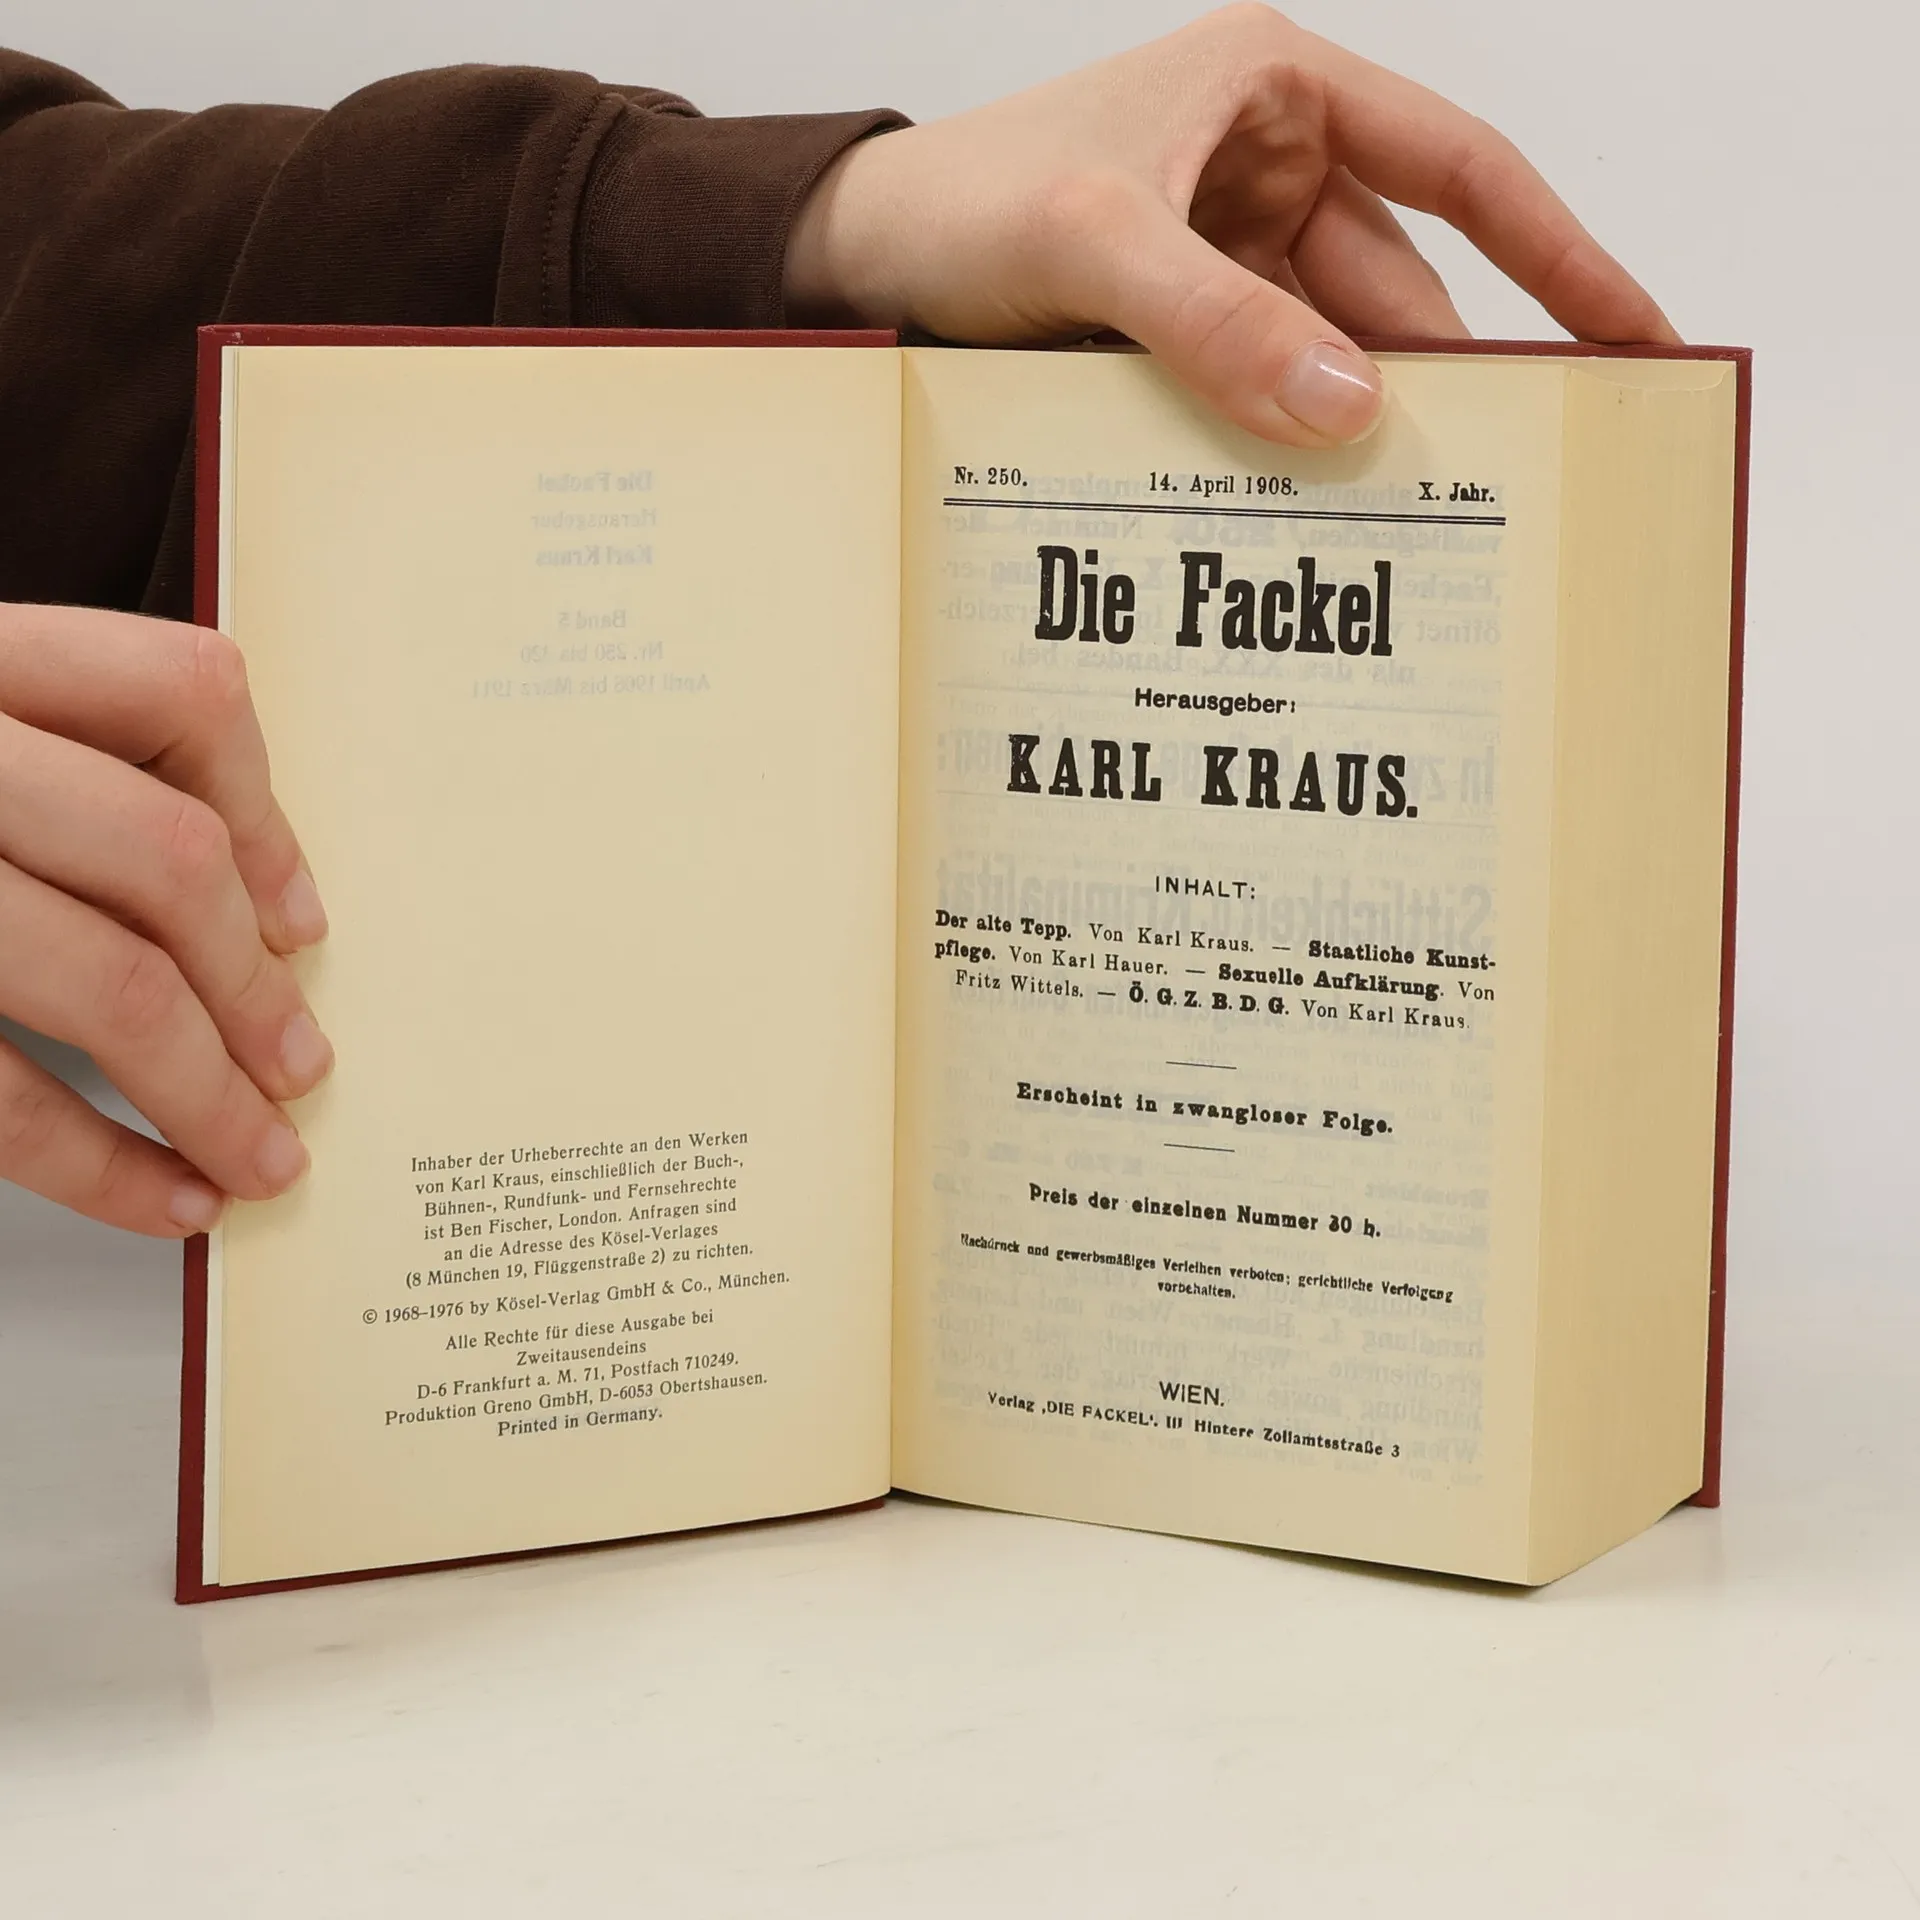 Inhaber der Urheberrechte an den Werken
von Karl Kraus, einschließlich der Buch-,
Bühnen-, Rundfunk- und Fernsehrechte
ist Ben Fischer, London. Anfragen sind
an die Adresse des Kösel-Verlages
(8 München 19, Flüggenstraße 2) zu richten.
© 1968–1976 by Kösel-Verlag GmbH & Co., München.
Alle Rechte für diese Ausgabe bei
Zweitausendeins
D-6 Frankfurt a. M. 71, Postfach 710249.
Produktion Greno GmbH, D-6053 Obertshausen.
Printed in Germany.
Nr. 250. 14. April 1908. X. Jahr.
Die Fackel
Herausgeber:
KARL KRAUS.
INHALT:
Der alte Tepp. Von Karl Kraus. — Staatliche Kunst-
pflege. Von Karl Hauer. — Sexuelle Aufklärung. Von
Fritz Wittels. — Ö. G. Z. B. D. G. Von Karl Kraus.
Erscheint in zwangloser Folge.
Preis der einzelnen Nummer 30 h.
Nachdruck und gewerbsmäßiges Verleihen verboten; gerichtliche Verfolgung
vorbehalten.
WIEN.
Verlag ‚DIE FACKEL‘. III Hintere Zollamtsstraße 3